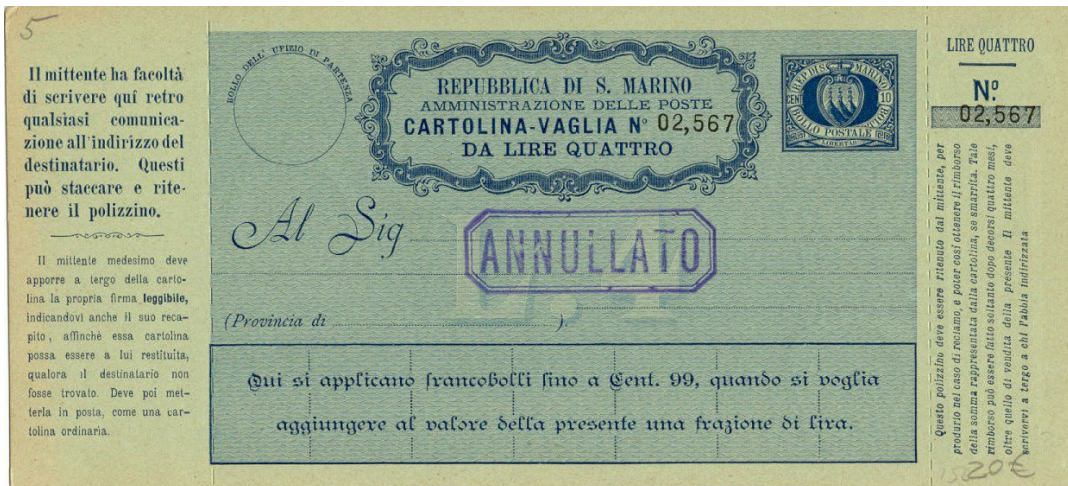 5
Il mittente ha facoltà
di scrivere quí retro
qualsiasi comunica-
zione all'indirizzo del
destinatario. Questi
può staccare e rite-
nere il polizzino.
Il mittente medesimo deve
apporre a tergo della carto-
lina la propria firma leggibile,
indicandovi anche il suo reca-
pito, affinchè essa cartolina
possa essere a lui restituita,
qualora il destinatario non
fosse trovato. Deve poi met-
terla in posta, come una car-
tolina ordinaria.
BOLLO DELL' UFIZIO DI PARTENZA
REPUBBLICA DI S. MARINO
AMMINISTRAZIONE DELLE POSTE
CARTOLINA-VAGLIA Nº 02,567
DA LIRE QUATTRO
REP. DI S. MARINO
CENT 10
BOLLO POSTALE
LIBERTAS
Al Sig
ANNULLATO
(Provincia di ).
Qui si applicano francobolli fino a Cent. 99, quando si voglia
aggiungere al valore della presente una frazione di lira.
LIRE QUATTRO
Nº
02,567
Questo polizzino deve essere ritenuto dal mittente, per
produrlo nel caso di reclamo, e poter così ottenere il rimborso
della somma rappresentata dalla cartolina, se smarrita. Tale
rimborso può essere fatto soltanto dopo decorsi quattro mesi,
oltre quello di vendita della presente Il mittente deve
scrivervi a tergo a chi l'abbia indirizzata
20€